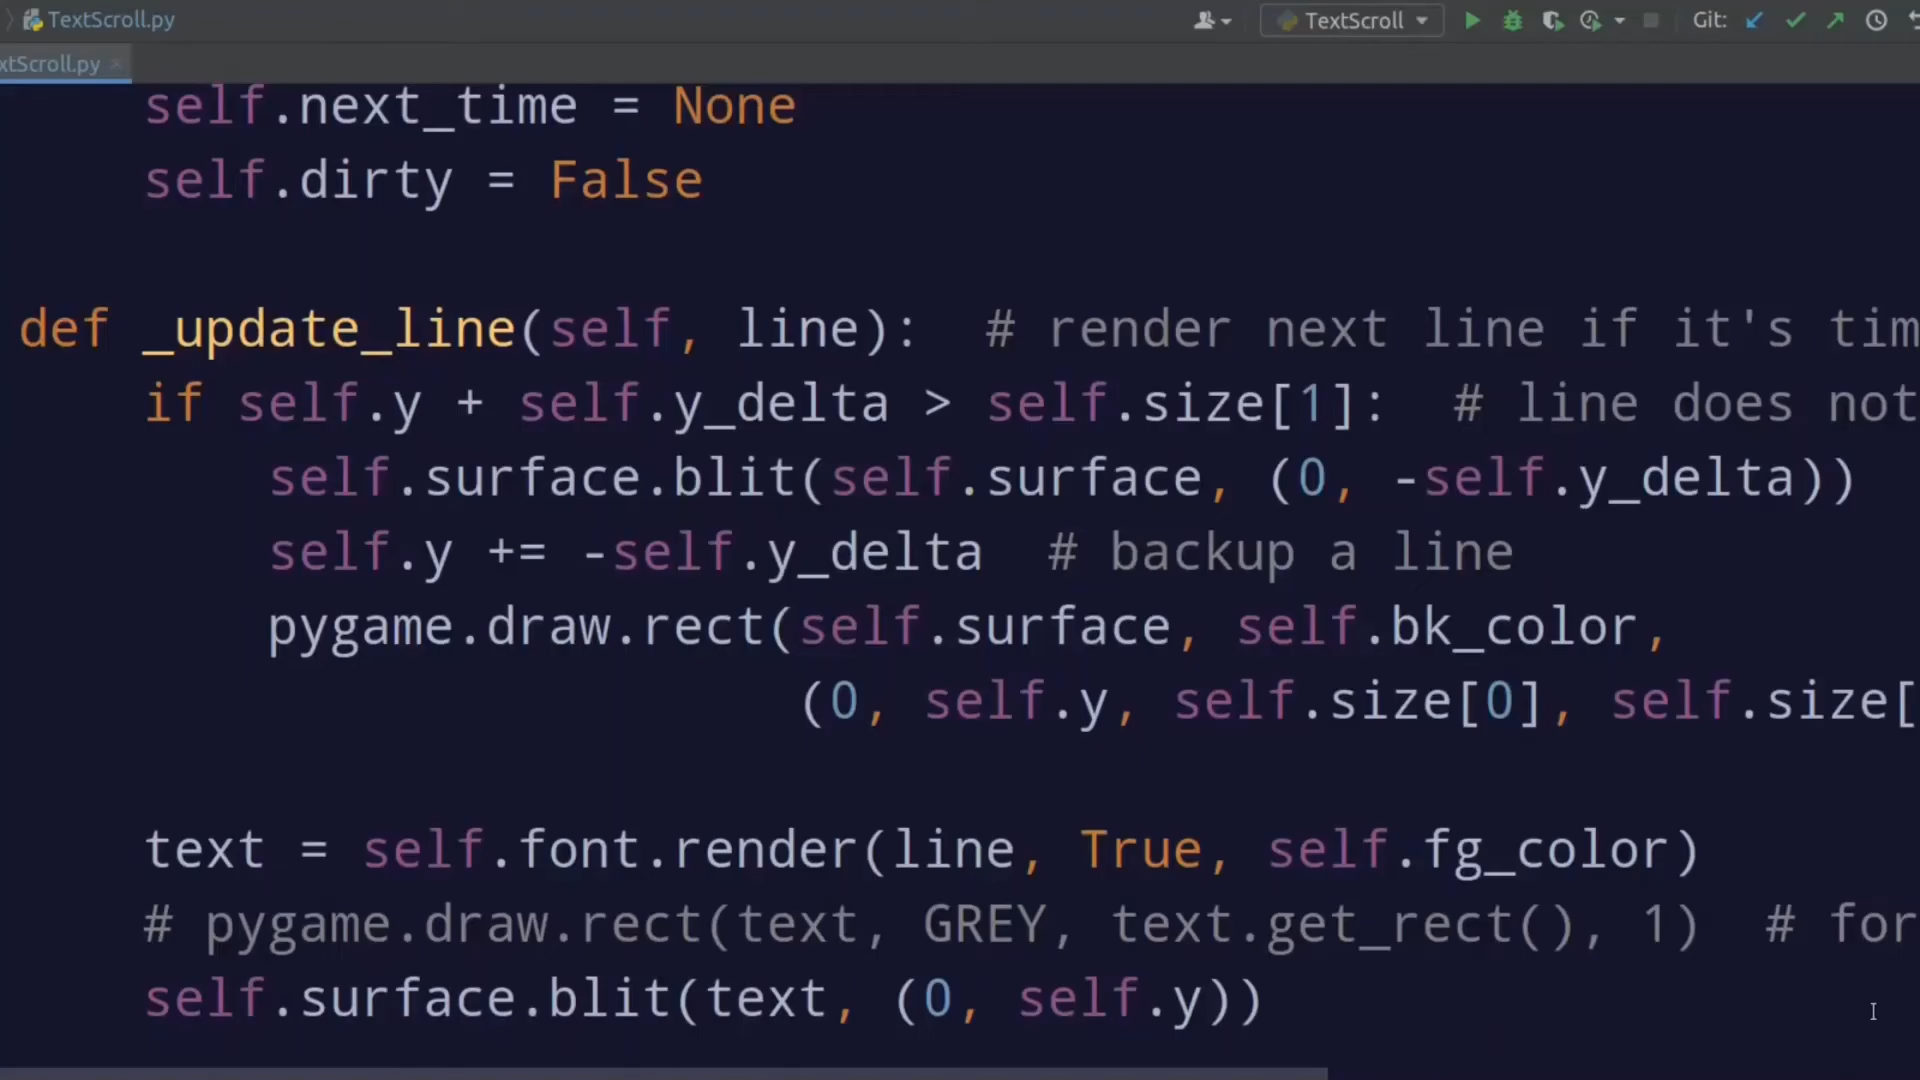 TextScroll.py
TextScroll
Git:
xtScroll.py
self.next_time = None
self.dirty = False
def _update_line(self, line):  # render next line if it's tim
if self.y + self.y_delta > self.size[1]:  # line does not
self.surface.blit(self.surface, (0, -self.y_delta))
self.y += -self.y_delta  # backup a line
pygame.draw.rect(self.surface, self.bk_color,
(0, self.y, self.size[0], self.size[
text = self.font.render(line, True, self.fg_color)
# pygame.draw.rect(text, GREY, text.get_rect(), 1)  # for
self.surface.blit(text, (0, self.y))